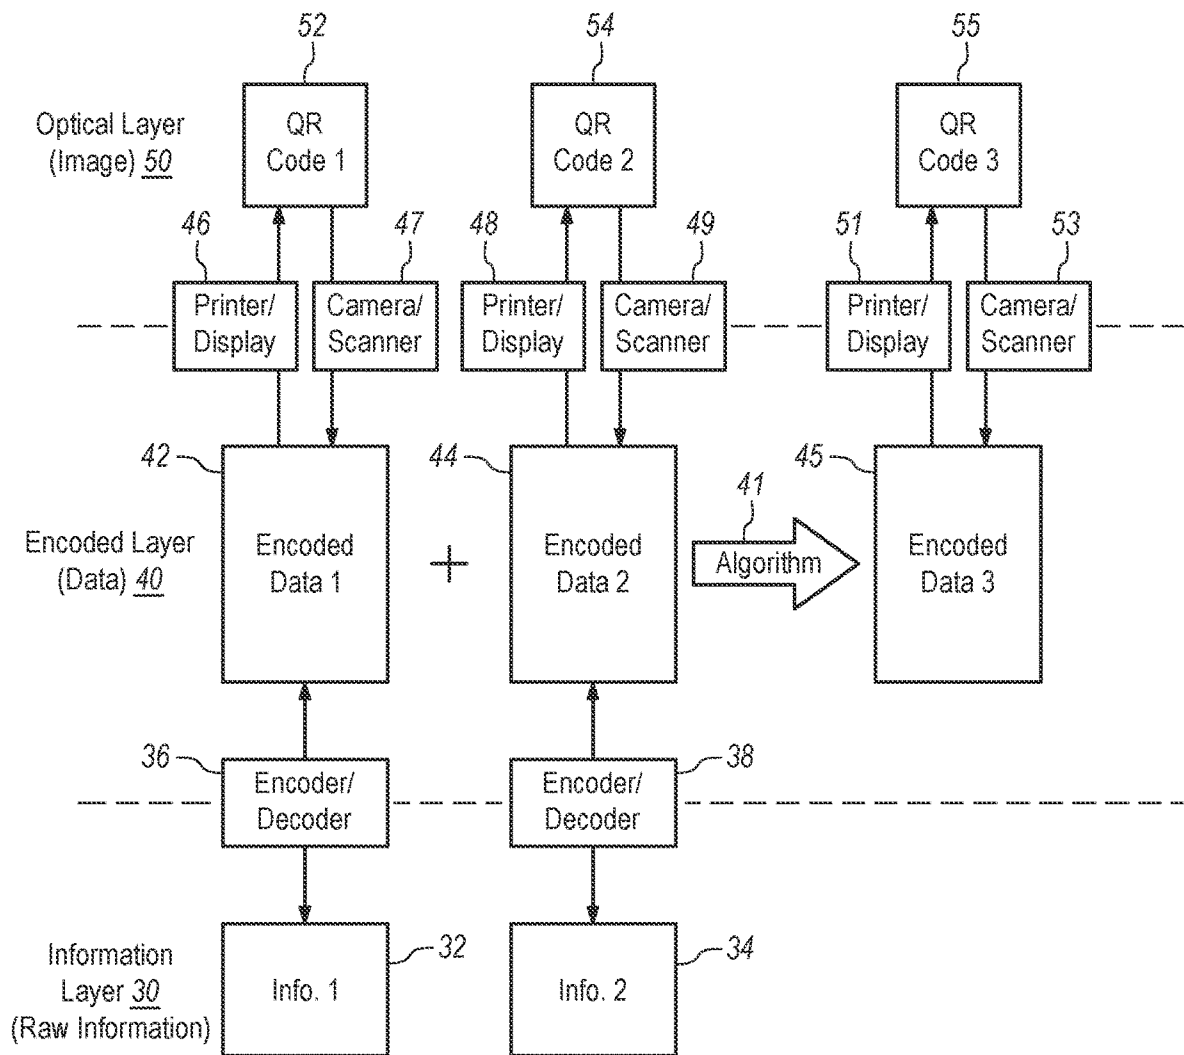 52
54
55
Optical Layer
(Image) 50
QR
Code 1
QR
Code 2
QR
Code 3
46
47
48
49
51
53
Printer/
Display
Camera/
Scanner
Printer/
Display
Camera/
Scanner
Printer/
Display
Camera/
Scanner
42
44
45
41
Encoded Layer
(Data) 40
Encoded
Data 1
+
Encoded
Data 2
Algorithm
Encoded
Data 3
36
38
Encoder/
Decoder
Encoder/
Decoder
Information
Layer 30
(Raw Information)
Info. 1
32
Info. 2
34